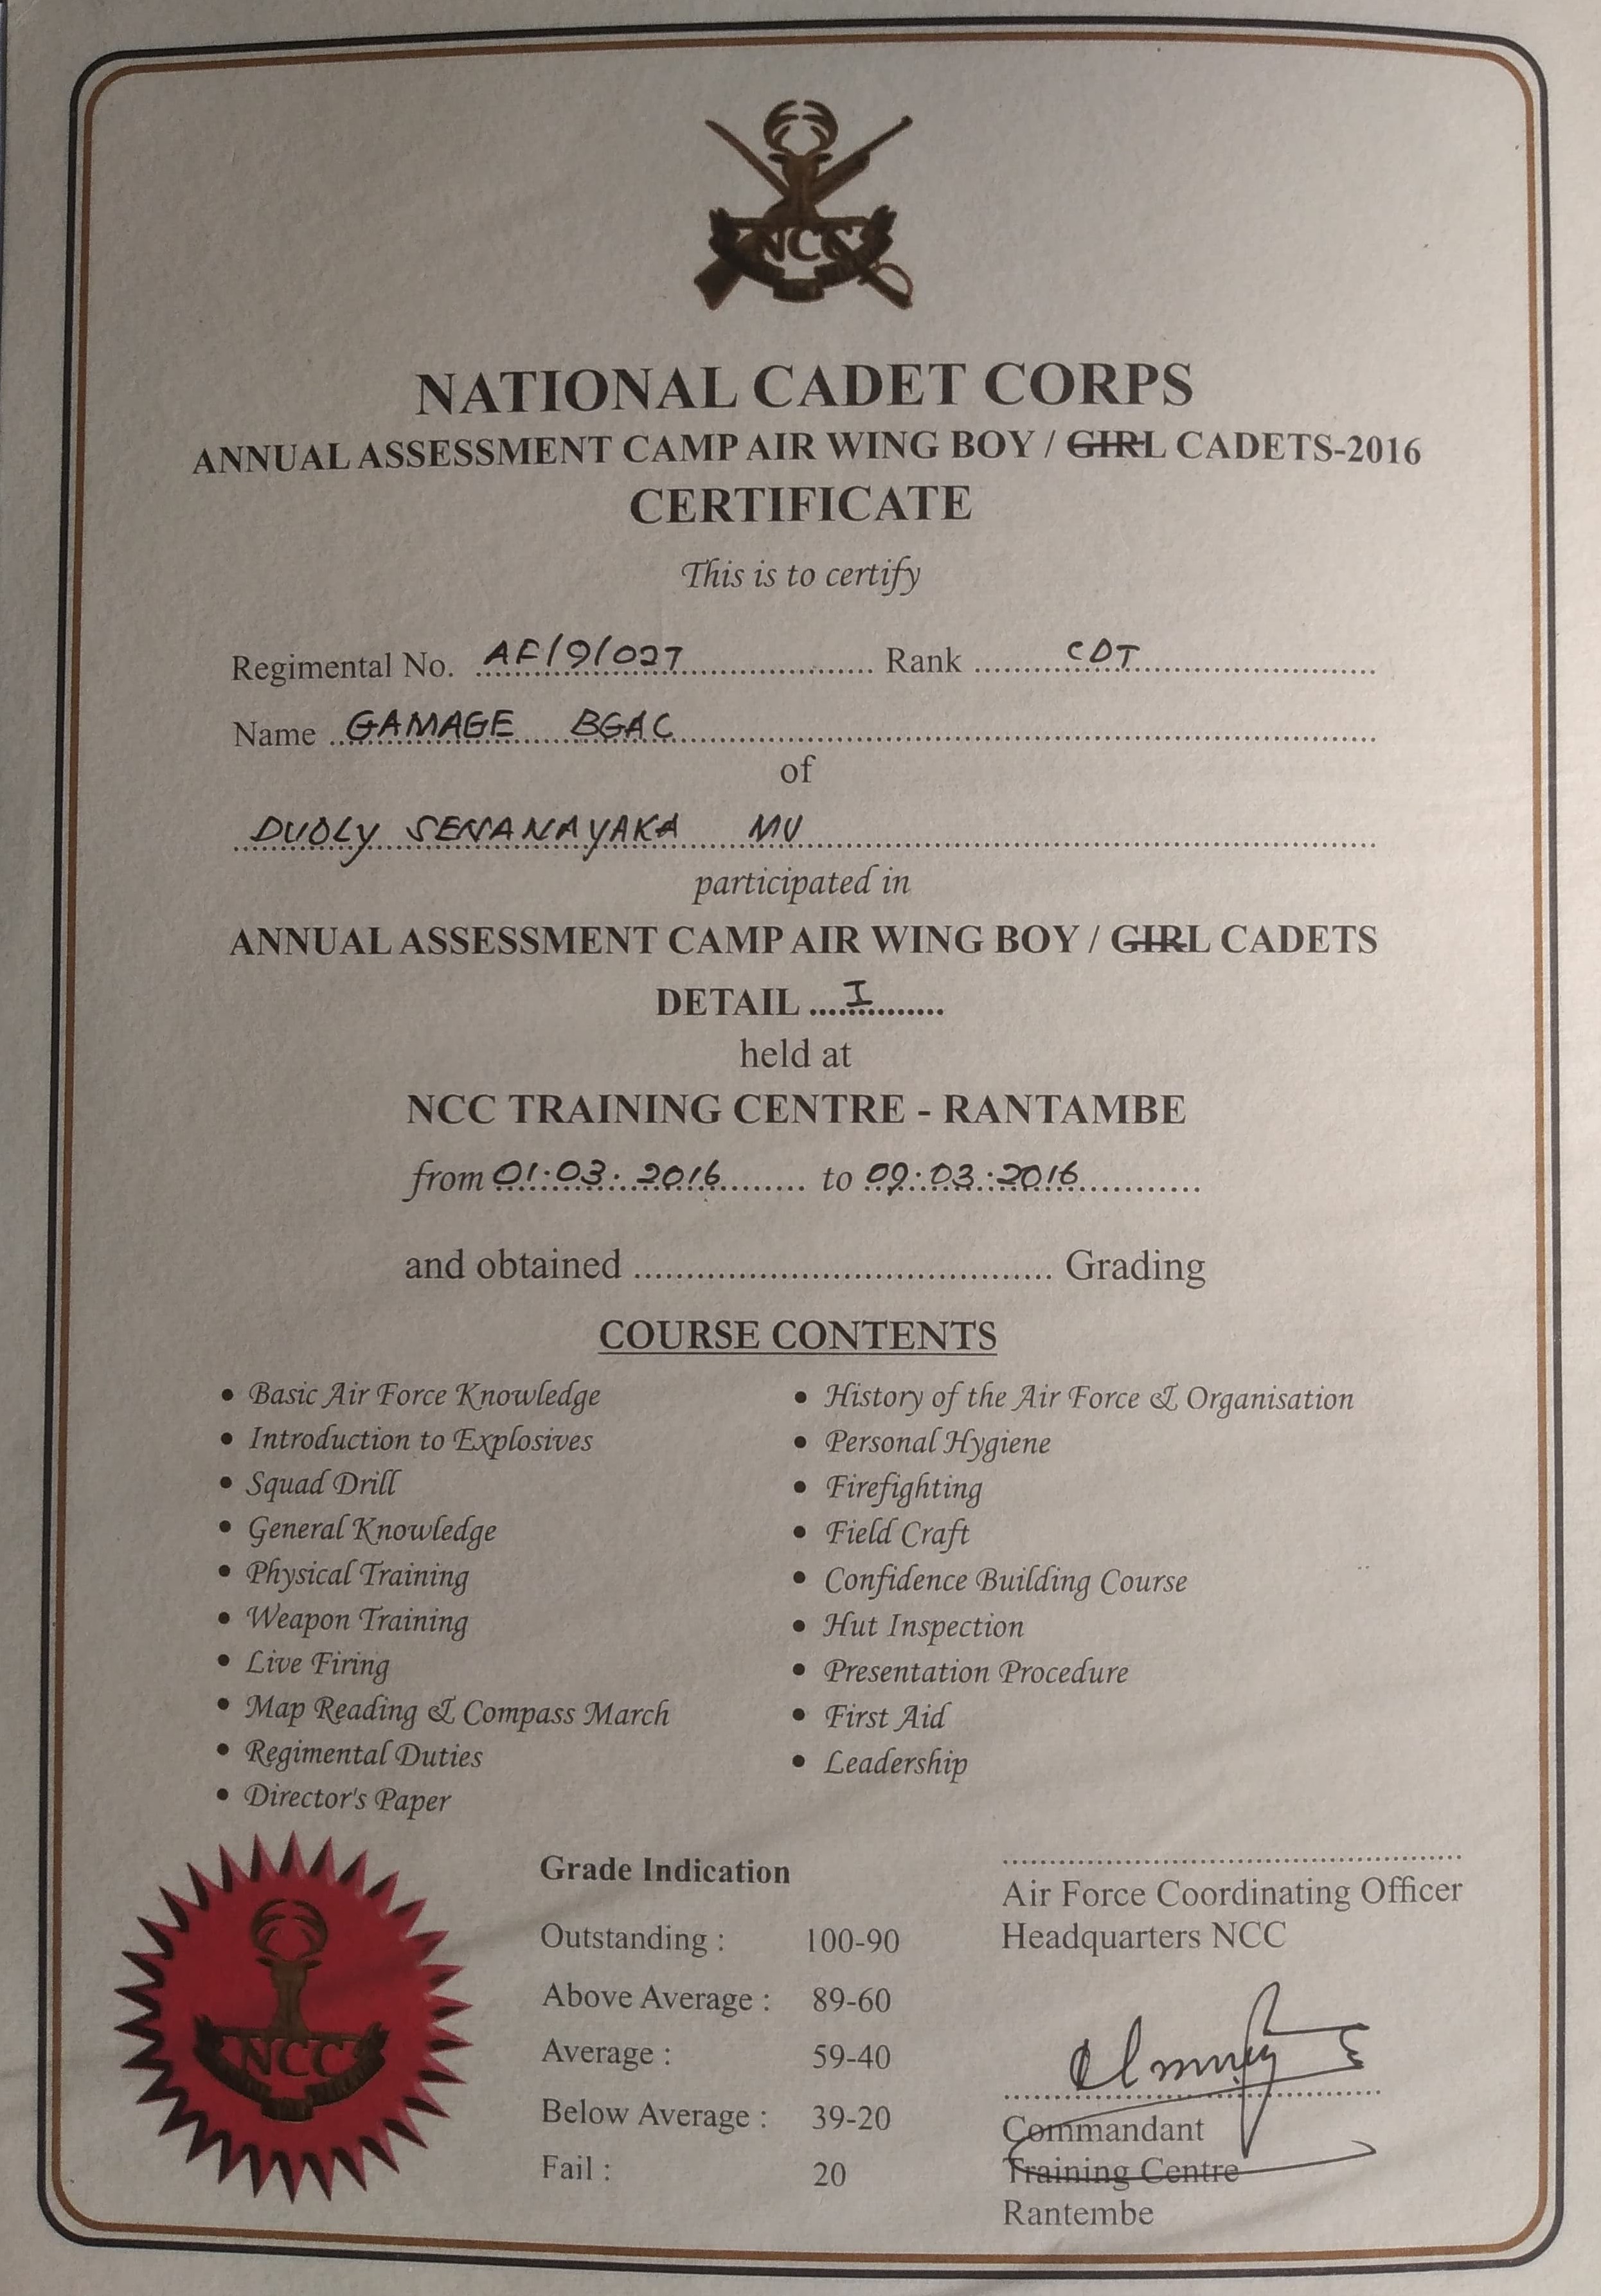 NCC
NATIONAL CADET CORPS
ANNUAL ASSESSMENT CAMP AIR WING BOY / GIRL CADETS-2016
CERTIFICATE
This is to certify
Regimental No. AF/9/027 Rank CDT
Name GAMAGE BGAC
of
DUDLY SENANAYAKA MV
participated in
ANNUAL ASSESSMENT CAMP AIR WING BOY / GIRL CADETS
DETAIL I
held at
NCC TRAINING CENTRE - RANTAMBE
from 01.03.2016 to 09.03.2016
and obtained Grading
COURSE CONTENTS
• Basic Air Force Knowledge
• Introduction to Explosives
• Squad Drill
• General Knowledge
• Physical Training
• Weapon Training
• Live Firing
• Map Reading & Compass March
• Regimental Duties
• Director's Paper
• History of the Air Force & Organisation
• Personal Hygiene
• Firefighting
• Field Craft
• Confidence Building Course
• Hut Inspection
• Presentation Procedure
• First Aid
• Leadership
NCC
Grade Indication
Outstanding : 100-90
Above Average : 89-60
Average : 59-40
Below Average : 39-20
Fail : 20
Air Force Coordinating Officer
Headquarters NCC
Commandant
Training Centre
Rantembe